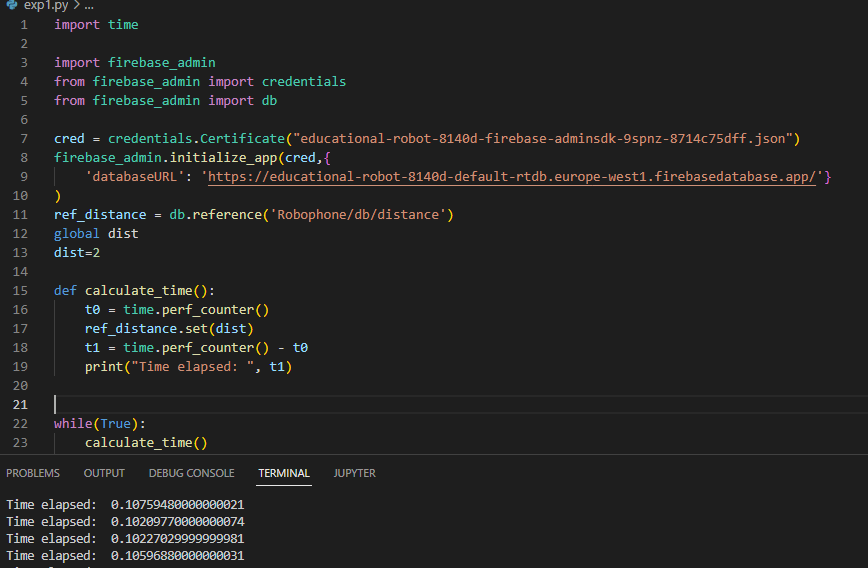 exp1.py > ...
1 import time
2
3 import firebase_admin
4 from firebase_admin import credentials
5 from firebase_admin import db
6
7 cred = credentials.Certificate("educational-robot-8140d-firebase-adminsdk-9spnz-8714c75dff.json")
8 firebase_admin.initialize_app(cred,{
9     'databaseURL': 'https://educational-robot-8140d-default-rtdb.europe-west1.firebasedatabase.app/'}
10 )
11 ref_distance = db.reference('Robophone/db/distance')
12 global dist
13 dist=2
14
15 def calculate_time():
16     t0 = time.perf_counter()
17     ref_distance.set(dist)
18     t1 = time.perf_counter() - t0
19     print("Time elapsed: ", t1)
20
21
22 while(True):
23     calculate_time()
PROBLEMS OUTPUT DEBUG CONSOLE TERMINAL JUPYTER
Time elapsed:  0.10759480000000021
Time elapsed:  0.10209770000000074
Time elapsed:  0.10227029999999981
Time elapsed:  0.10596880000000031